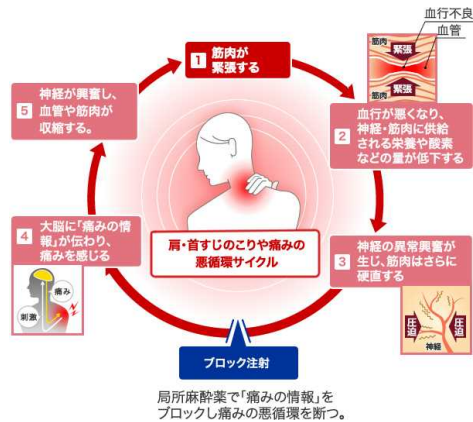 血行不良
血管
筋肉
緊張
緊張
筋肉
1 筋肉が
緊張する
2 血行が悪くなり、
神経・筋肉に供給
される栄養や酸素
などの量が低下する
3 神経の異常興奮が
生じ、筋肉はさらに
硬直する
圧迫
圧迫
神経
4 大脳に「痛みの情
報」が伝わり、
痛みを感じる
痛み
刺激
5 神経が興奮し、
血管や筋肉が
収縮する。
肩・首すじのこりや痛みの
悪循環サイクル
ブロック注射
局所麻酔薬で「痛みの情報」を
ブロックし痛みの悪循環を断つ。